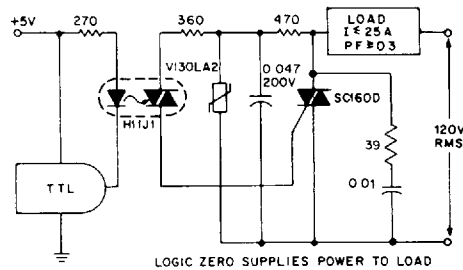 +5V
270
360
470
LOAD
I ≤ 25A
PF ≥ 0.3
V130LA2
0.047
200V
SC160D
H11J1
39
120V
RMS
TTL
0.01
LOGIC ZERO SUPPLIES POWER TO LOAD